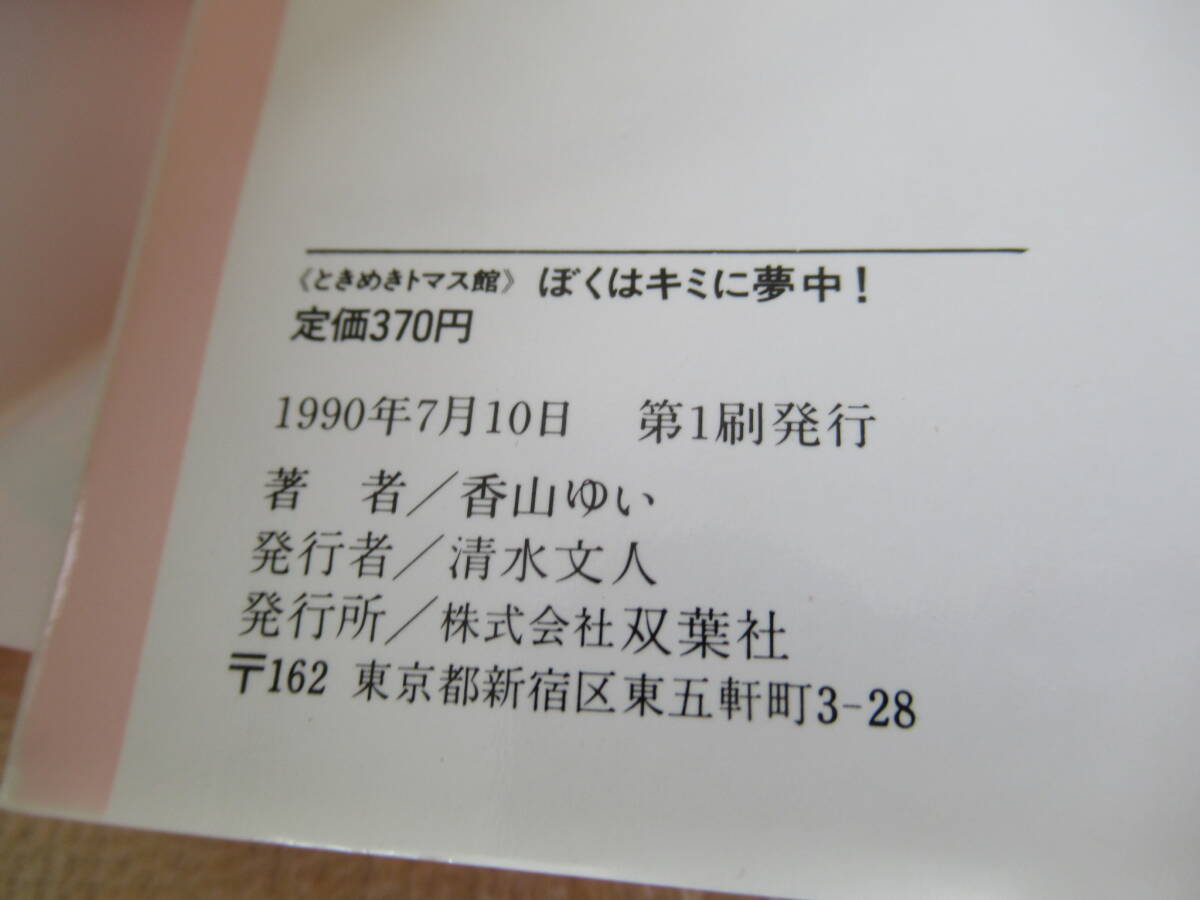 《ときめきトマス館》 ぼくはキミに夢中！
定価370円
1990年7月10日　第1刷発行
著　者／香山ゆい
発行者／清水文人
発行所／株式会社双葉社
〒162 東京都新宿区東五軒町3-28